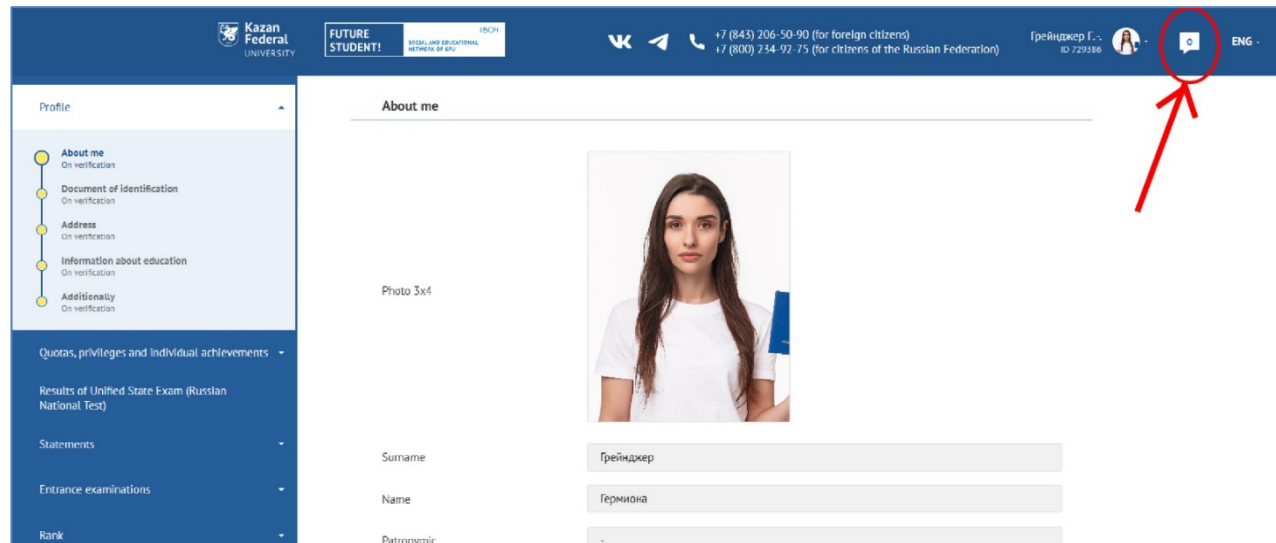 Kazan
Federal
UNIVERSITY
FUTURE
STUDENT!
1804
SOCIAL AND EDUCATIONAL
NETWORK OF KFU
+7 (843) 206-50-90 (for foreign citizens)
+7 (800) 234-92-75 (for citizens of the Russian Federation)
Грейнджер Г.-.
ID 729386
0
ENG
Profile
About me
On verification
Document of identification
On verification
Address
On verification
Information about education
On verification
Additionally
On verification
Quotas, privileges and individual achievements
Results of Unified State Exam (Russian
National Test)
Statements
Entrance examinations
Rank
About me
Photo 3x4
Surname
Грейнджер
Name
Гермиона
Patronymic
-